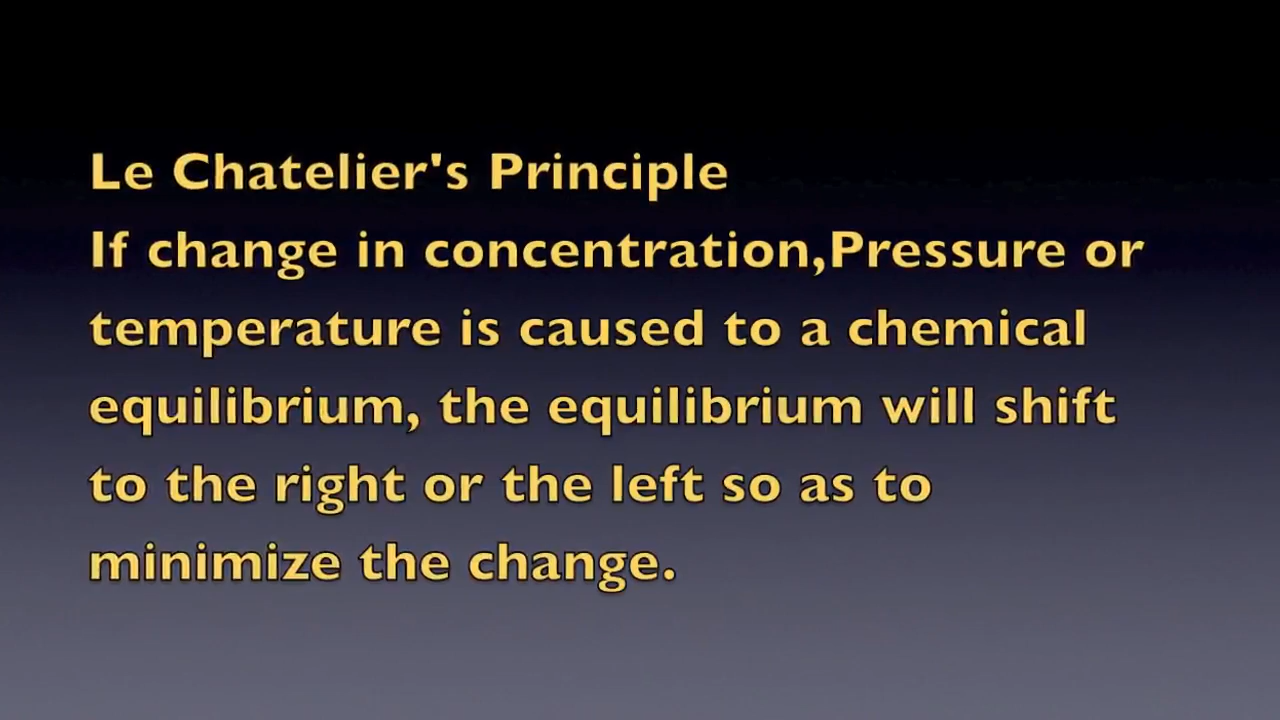 Le Chatelier's Principle
If change in concentration,Pressure or
temperature is caused to a chemical
equilibrium, the equilibrium will shift
to the right or the left so as to
minimize the change.